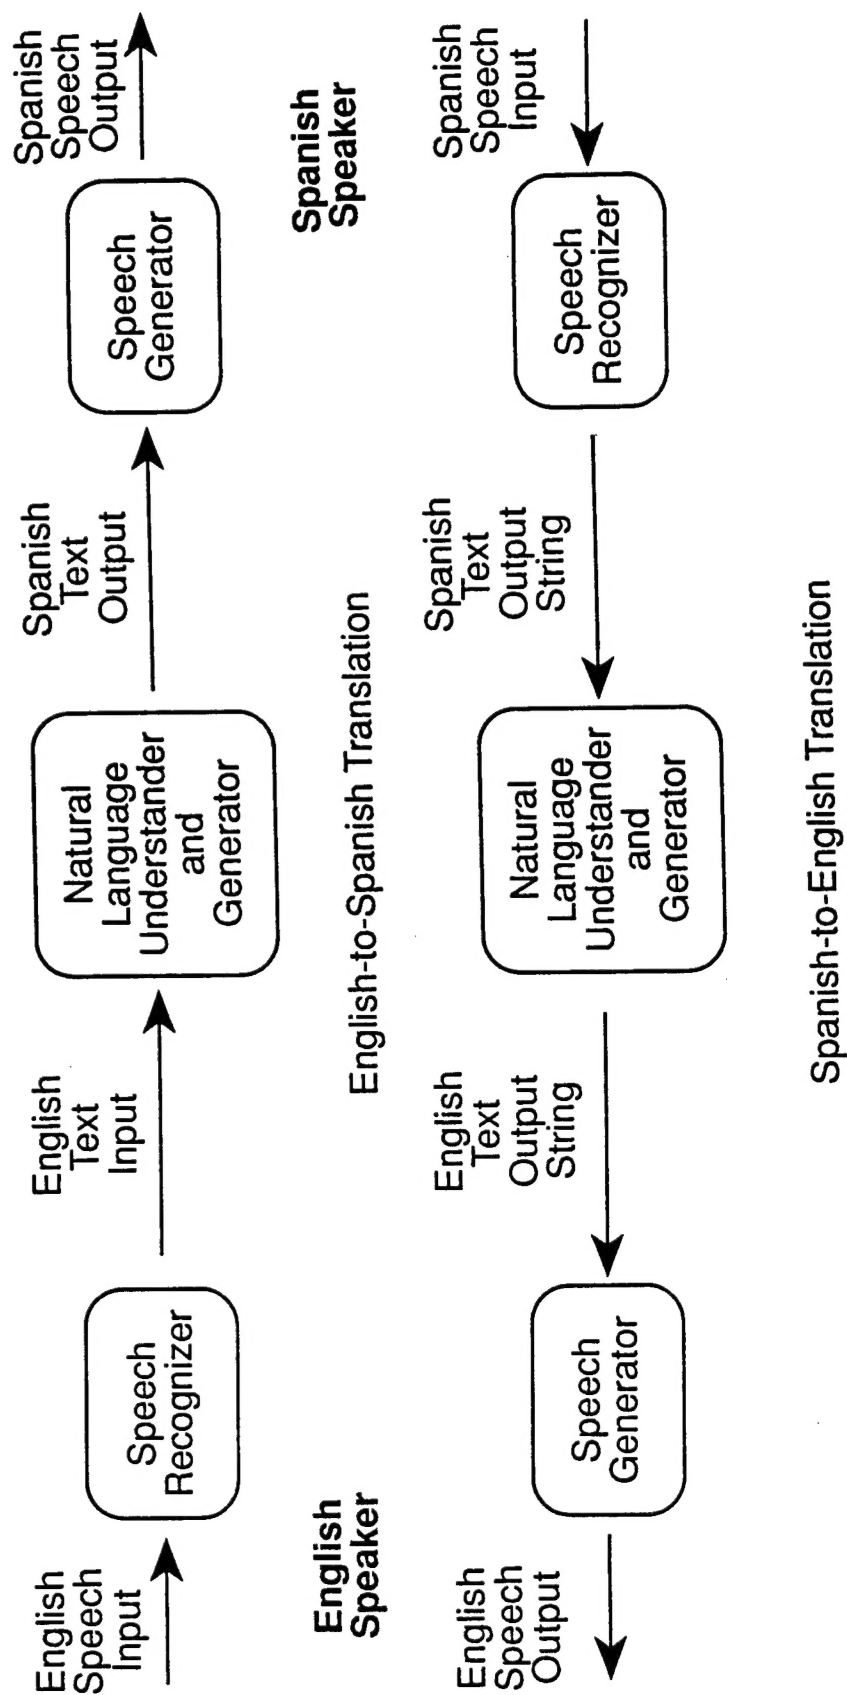 English
Speech
Input
Speech
Recognizer
English
Text
Input
Natural
Language
Understander
and
Generator
Spanish
Text
Output
Speech
Generator
Spanish
Speech
Output
English-to-Spanish Translation
English
Speaker
Spanish
Speaker
English
Speech
Output
Speech
Generator
English
Text
Output
String
Natural
Language
Understander
and
Generator
Spanish
Text
Output
String
Speech
Recognizer
Spanish
Speech
Input
Spanish-to-English Translation